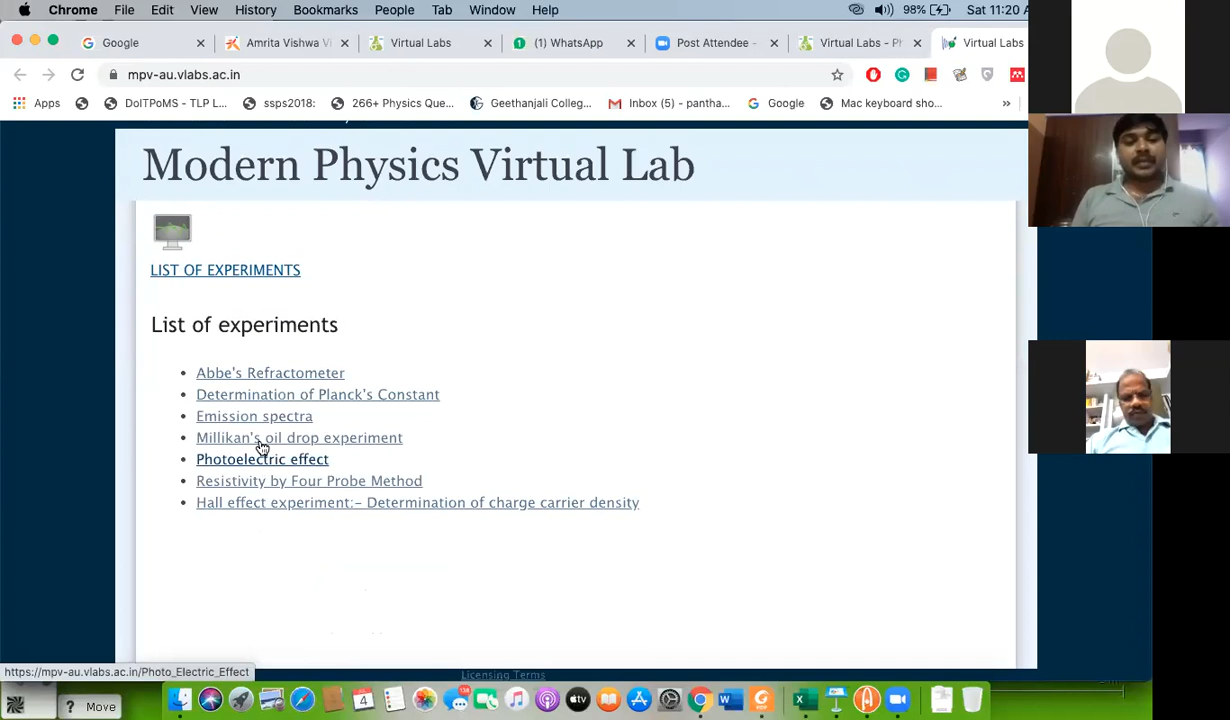 Chrome File Edit View History Bookmarks People Tab Window Help 98% Sat 11:20 A
Google Amrita Vishwa Vi Virtual Labs (1) WhatsApp Post Attendee - Virtual Labs - Ph Virtual Labs
mpv-au.vlabs.ac.in
Apps DoITPoMS - TLP L... ssps2018: 266+ Physics Que... Geethanjali Colleg... Inbox (5) - pantha... Google Mac keyboard sho... »
Modern Physics Virtual Lab
LIST OF EXPERIMENTS
List of experiments
• Abbe's Refractometer
• Determination of Planck's Constant
• Emission spectra
• Millikan's oil drop experiment
• Photoelectric effect
• Resistivity by Four Probe Method
• Hall effect experiment:- Determination of charge carrier density
https://mpv-au.vlabs.ac.in/Photo_Electric_Effect
Licensing Terms
? Move
4
tv
W
X